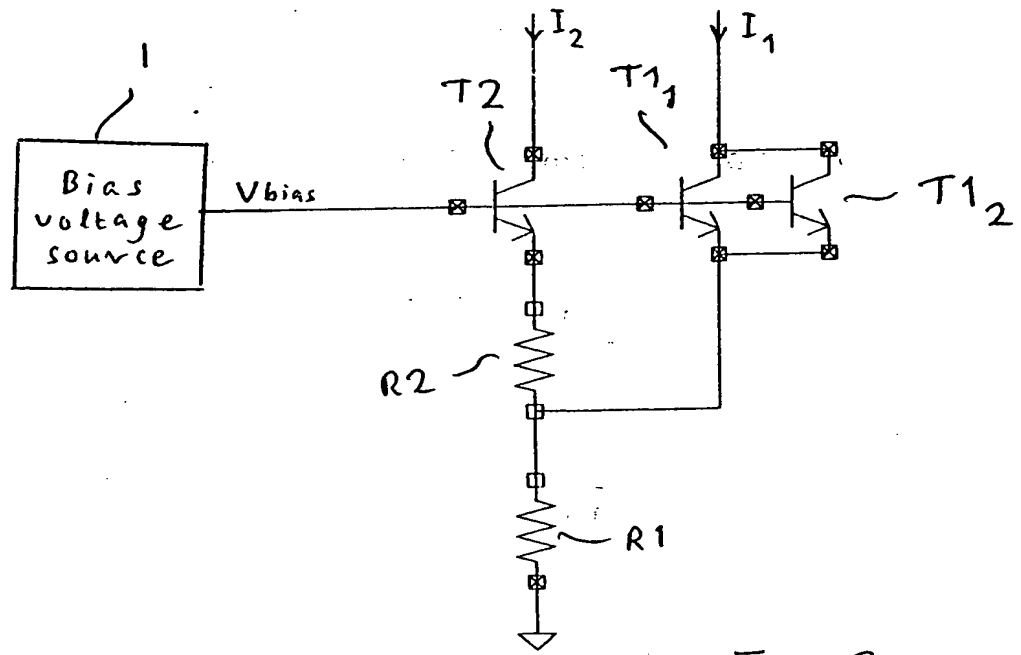 1
Bias
voltage
source
Vbias
I2
I1
T2
T11
T12
R2
R1